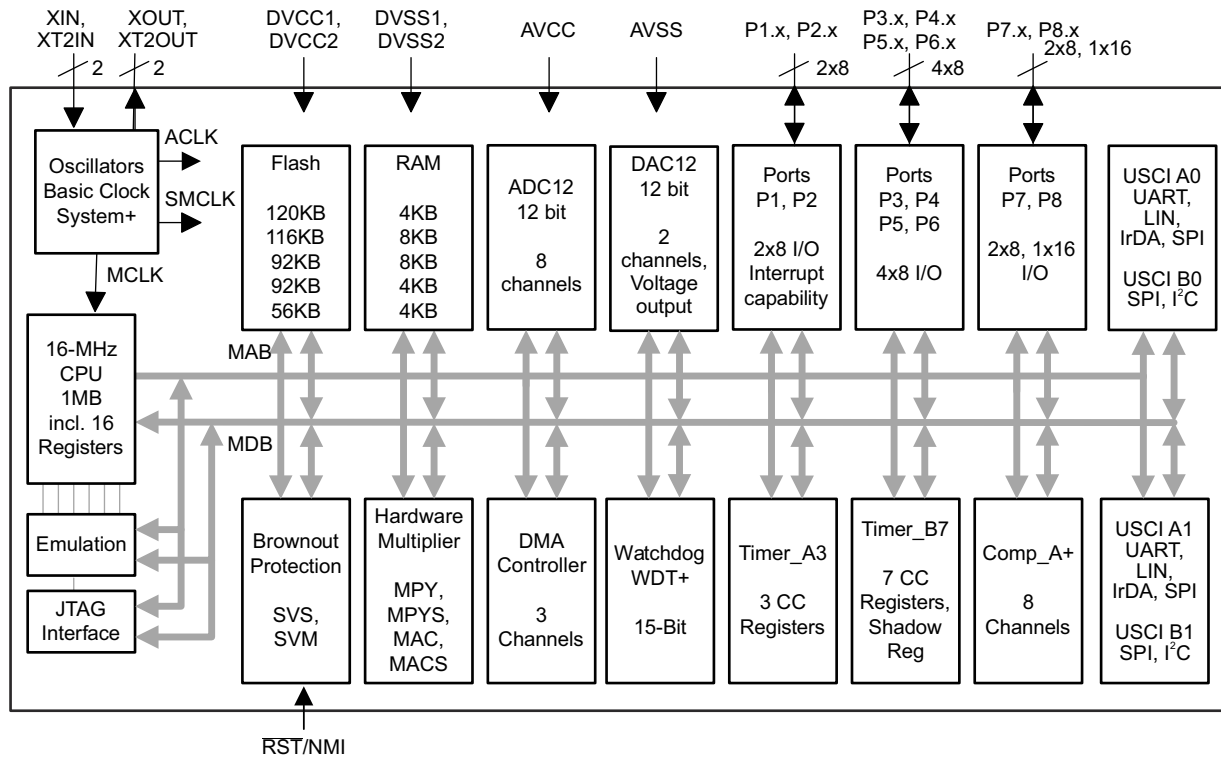 XIN,
XT2IN
2
XOUT,
XT2OUT
2
DVCC1,
DVCC2
DVSS1,
DVSS2
AVCC
AVSS
P1.x, P2.x
2x8
P3.x, P4.x
P5.x, P6.x
4x8
P7.x, P8.x
2x8, 1x16
Oscillators
Basic Clock
System+
ACLK
SMCLK
MCLK
Flash
120KB
116KB
92KB
92KB
56KB
RAM
4KB
8KB
8KB
4KB
4KB
ADC12
12 bit
8
channels
DAC12
12 bit
2
channels,
Voltage
output
Ports
P1, P2
2x8 I/O
Interrupt
capability
Ports
P3, P4
P5, P6
4x8 I/O
Ports
P7, P8
2x8, 1x16
I/O
USCI A0
UART,
LIN,
IrDA, SPI
USCI B0
SPI, I²C
16-MHz
CPU
1MB
incl. 16
Registers
MAB
MDB
Emulation
JTAG
Interface
Brownout
Protection
SVS,
SVM
Hardware
Multiplier
MPY,
MPYS,
MAC,
MACS
DMA
Controller
3
Channels
Watchdog
WDT+
15-Bit
Timer_A3
3 CC
Registers
Timer_B7
7 CC
Registers,
Shadow
Reg
Comp_A+
8
Channels
USCI A1
UART,
LIN,
IrDA, SPI
USCI B1
SPI, I²C
RST/NMI